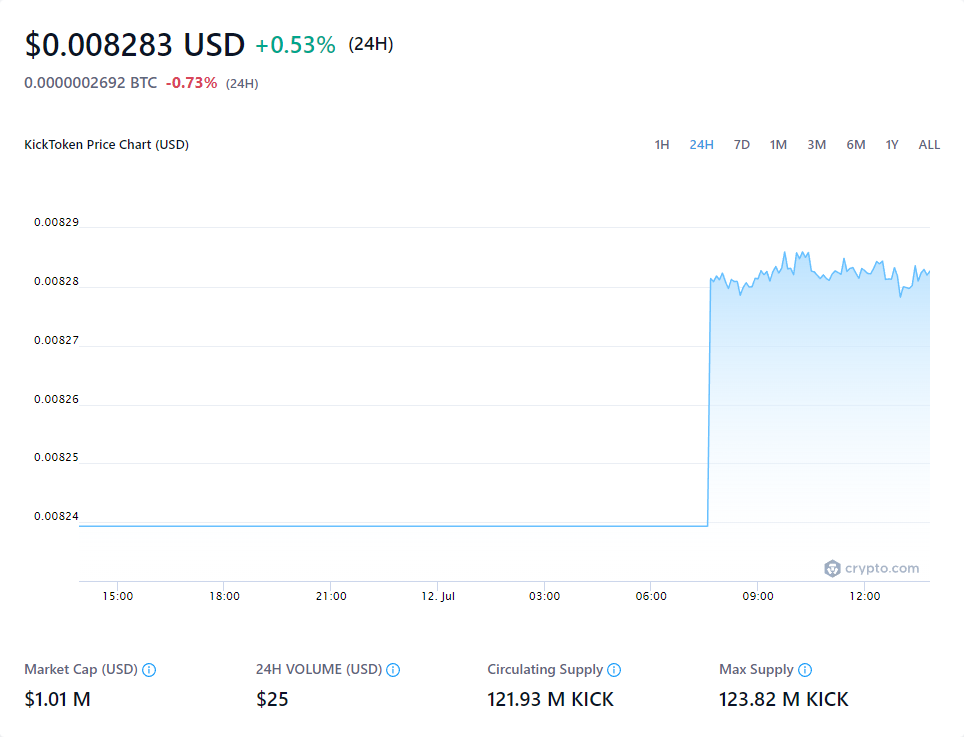 $0.008283 USD +0.53% (24H)
0.0000002692 BTC -0.73% (24H)
KickToken Price Chart (USD)
1H 24H 7D 1M 3M 6M 1Y ALL
0.00829
0.00828
0.00827
0.00826
0.00825
0.00824
crypto.com
15:00 18:00 21:00 12. Jul 03:00 06:00 09:00 12:00
Market Cap (USD) 24H VOLUME (USD) Circulating Supply Max Supply
$1.01 M $25 121.93 M KICK 123.82 M KICK